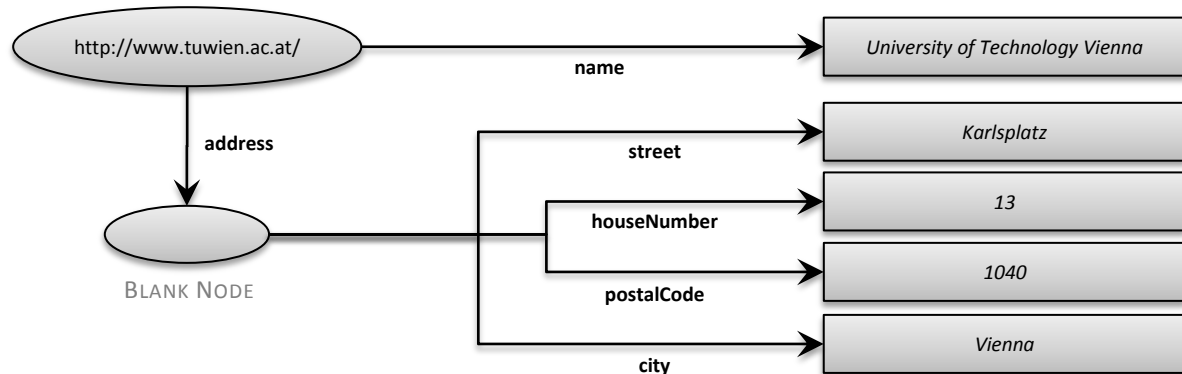 http://www.tuwien.ac.at/
University of Technology Vienna
name
address
Karlsplatz
street
13
houseNumber
BLANK NODE
1040
postalCode
Vienna
city